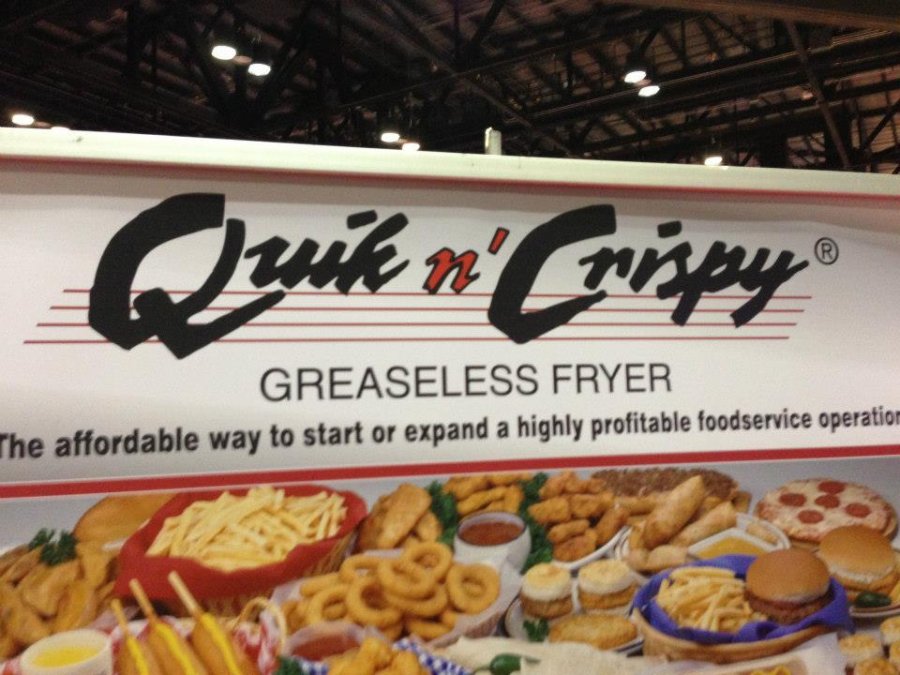 Quik n' Crispy®
GREASELESS FRYER
The affordable way to start or expand a highly profitable foodservice operation